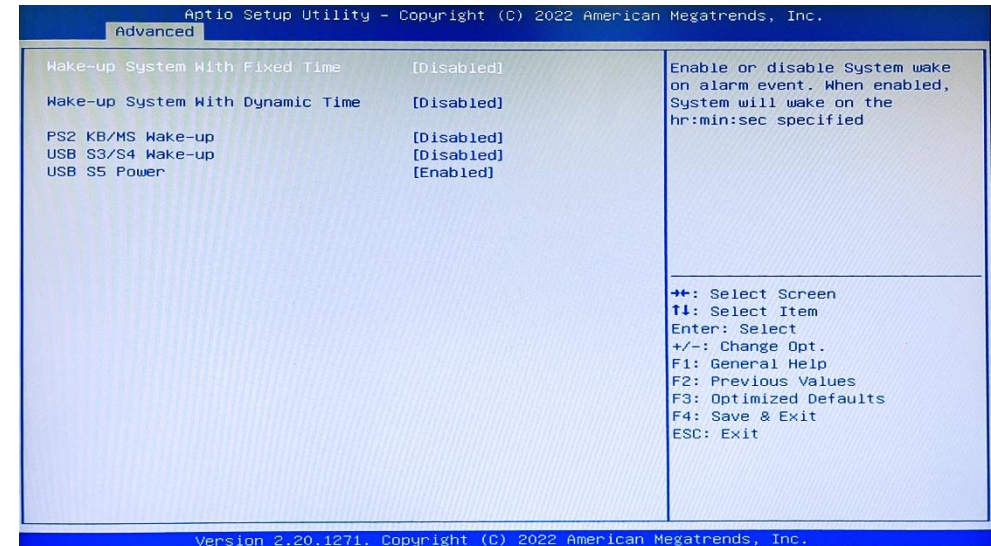 Aptio Setup Utility – Copyright (C) 2022 American Megatrends, Inc.
Advanced
Wake-up System With Fixed Time [Disabled]
Wake-up System With Dynamic Time [Disabled]
PS2 KB/MS Wake-up [Disabled]
USB S3/S4 Wake-up [Disabled]
USB S5 Power [Enabled]
Enable or disable System wake
on alarm event. When enabled,
System will wake on the
hr:min:sec specified
→←: Select Screen
↑↓: Select Item
Enter: Select
+/-: Change Opt.
F1: General Help
F2: Previous Values
F3: Optimized Defaults
F4: Save & Exit
ESC: Exit
Version 2.20.1271. Copyright (C) 2022 American Megatrends, Inc.